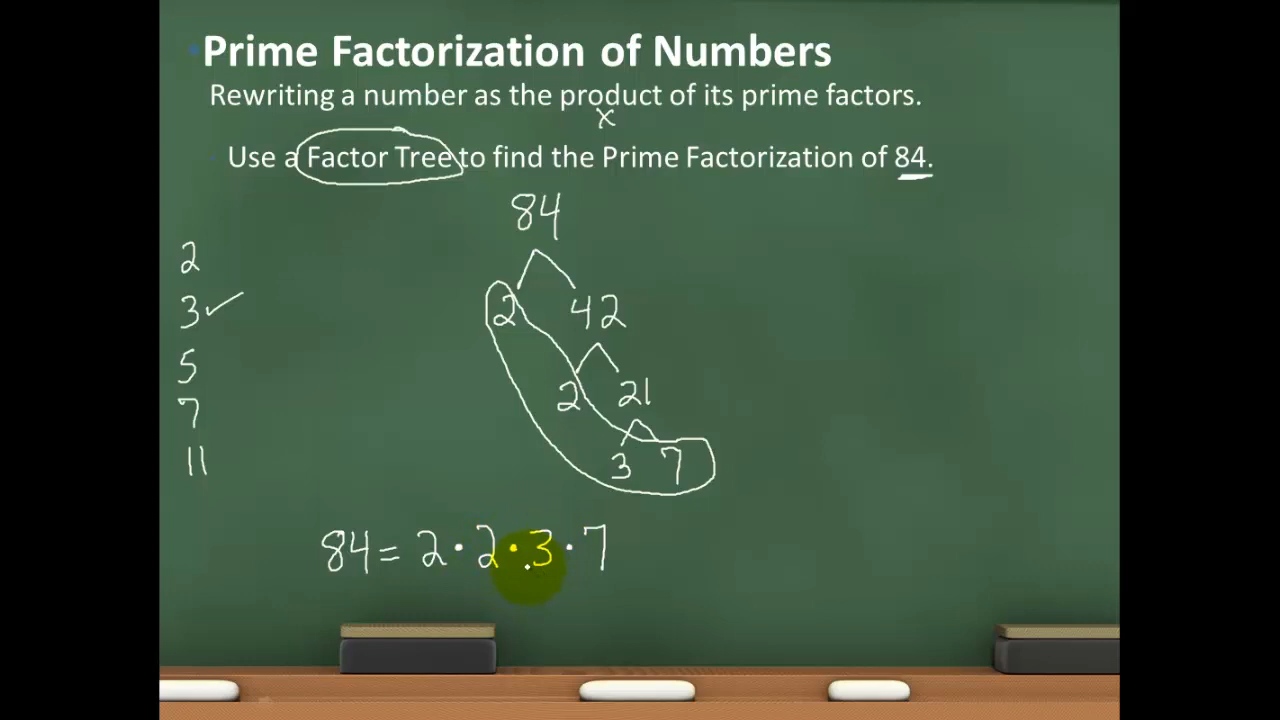 Prime Factorization of Numbers
Rewriting a number as the product of its prime factors.
x
Use a Factor Tree to find the Prime Factorization of 84.
84
2 42
2 21
3 7
2
3
5
7
11
84 = 2 · 2 · 3 · 7